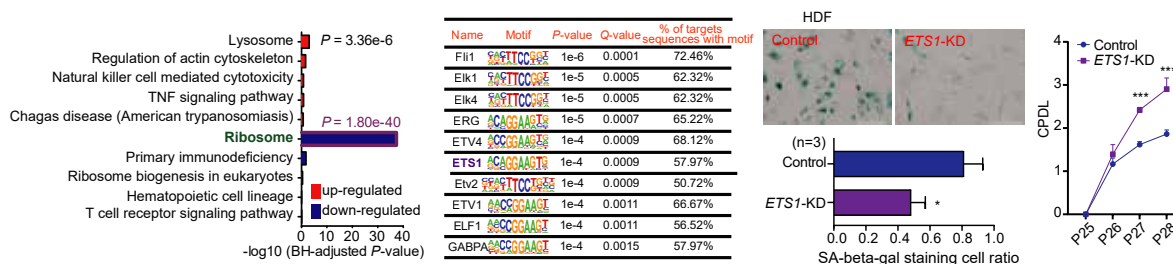 Lysosome
P = 3.36e-6
Regulation of actin cytoskeleton
Natural killer cell mediated cytotoxicity
TNF signaling pathway
Chagas disease (American trypanosomiasis)
P = 1.80e-40
Ribosome
Primary immunodeficiency
Ribosome biogenesis in eukaryotes
Hematopoietic cell lineage
T cell receptor signaling pathway
up-regulated
down-regulated
0 10 20 30 40
-log10 (BH-adjusted P-value)
Name Motif P-value Q-value % of targets
sequences with motif
Fli1 1e-6 0.0001 72.46%
Elk1 1e-5 0.0005 62.32%
Elk4 1e-5 0.0005 62.32%
ERG 1e-5 0.0007 65.22%
ETV4 1e-4 0.0009 68.12%
ETS1 1e-4 0.0009 57.97%
Etv2 1e-4 0.0009 50.72%
ETV1 1e-4 0.0011 66.67%
ELF1 1e-4 0.0011 56.52%
GABPA 1e-4 0.0015 57.97%
HDF
Control ETS1-KD
(n=3)
Control
ETS1-KD *
0.0 0.2 0.4 0.6 0.8 1.0
SA-beta-gal staining cell ratio
Control
ETS1-KD
4
3
2
1
0
CPDL
***
***
P25 P26 P27 P28